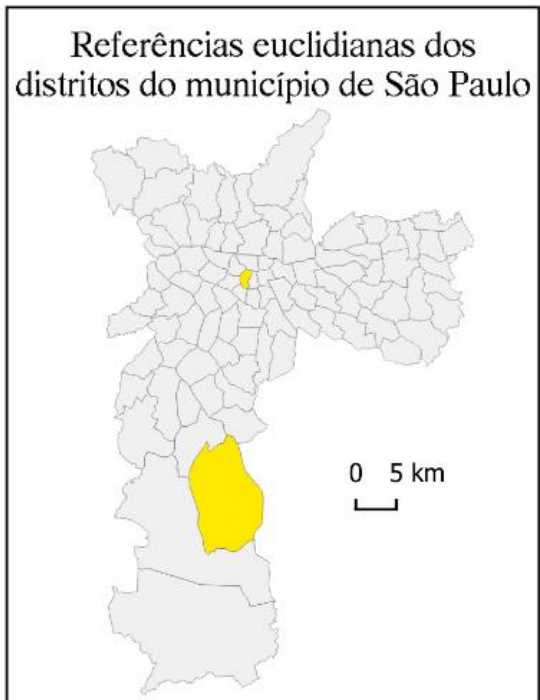 Referências euclidianas dos
distritos do município de São Paulo
0 5 km